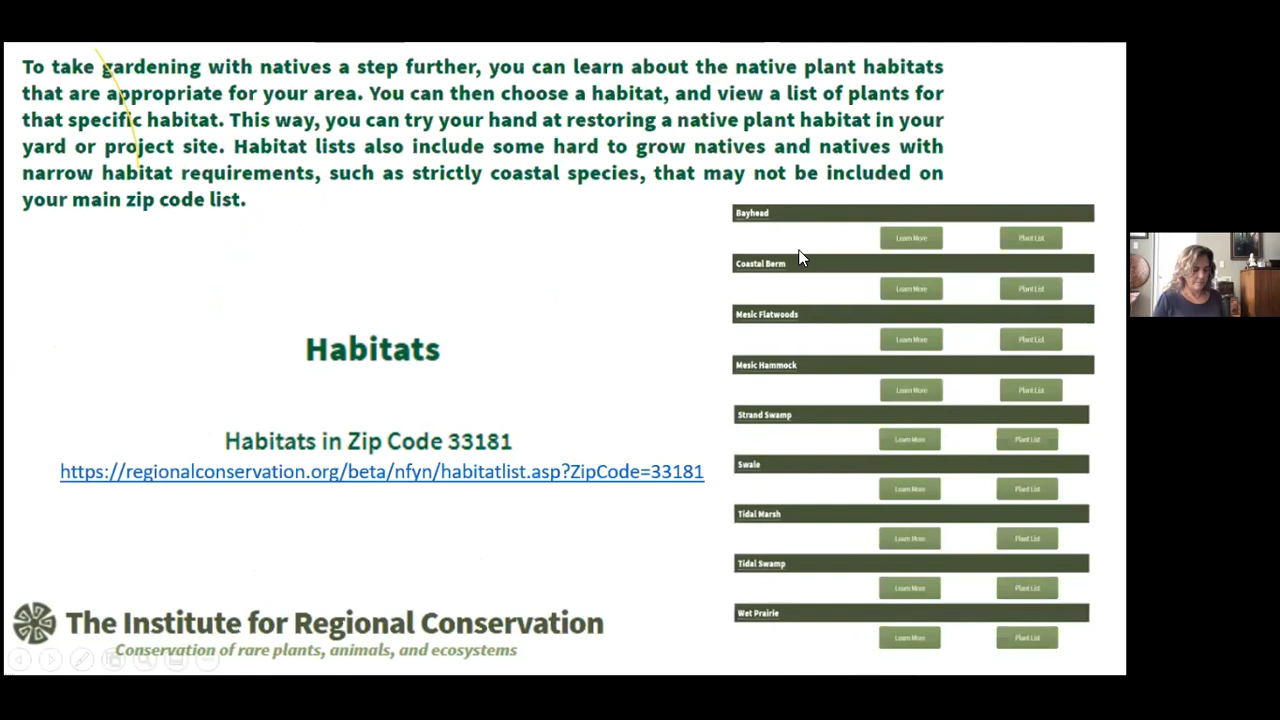 To take gardening with natives a step further, you can learn about the native plant habitats
that are appropriate for your area. You can then choose a habitat, and view a list of plants for
that specific habitat. This way, you can try your hand at restoring a native plant habitat in your
yard or project site. Habitat lists also include some hard to grow natives and natives with
narrow habitat requirements, such as strictly coastal species, that may not be included on
your main zip code list.
Habitats
Habitats in Zip Code 33181
https://regionalconservation.org/beta/nfyn/habitatlist.asp?ZipCode=33181
Bayhead
Learn More Plant List
Coastal Berm
Learn More Plant List
Mesic Flatwoods
Learn More Plant List
Mesic Hammock
Learn More Plant List
Strand Swamp
Learn More Plant List
Swale
Learn More Plant List
Tidal Marsh
Learn More Plant List
Tidal Swamp
Learn More Plant List
Wet Prairie
Learn More Plant List
The Institute for Regional Conservation
Conservation of rare plants, animals, and ecosystems